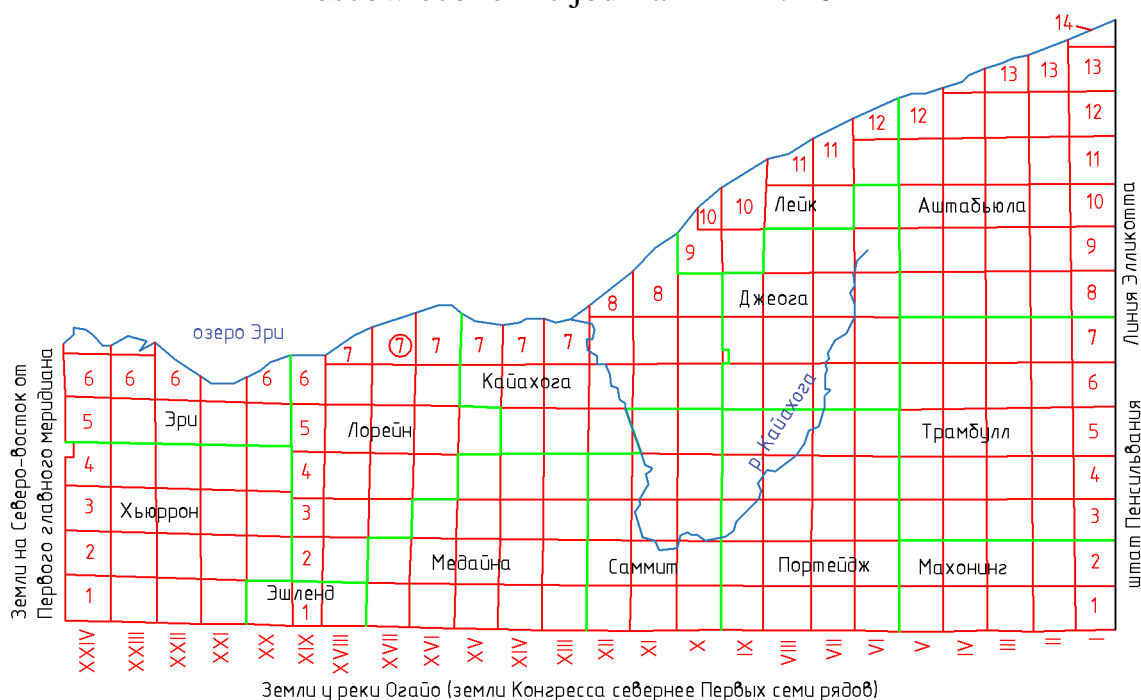 14
13 13 13
12 12 12
11 11 11
10 10 Лейк Аштабьюла 10
9 9
8 8 Джеога 8
озеро Эри
7 7 7 7 7 7 7
6 6 6 6 6 Кайахога 6
5 Эри 5 Лорейн р. Кайахога Трамбулл 5
4 4 4
3 Хьюррон 3 3
2 2 Медайна Саммит Портейдж Махонинг 2
1 Эшленд 1 1
XXIV XXIII XXII XXI XX XIX XVIII XVII XVI XV XIV XIII XII XI X IX VIII VII VI V IV III II I
Земли у реки Огайо (земли Конгресса севернее Первых семи рядов)
Земли на Северо-восток от
Первого главного меридиана
Линия Элликотта
штат Пенсильвания